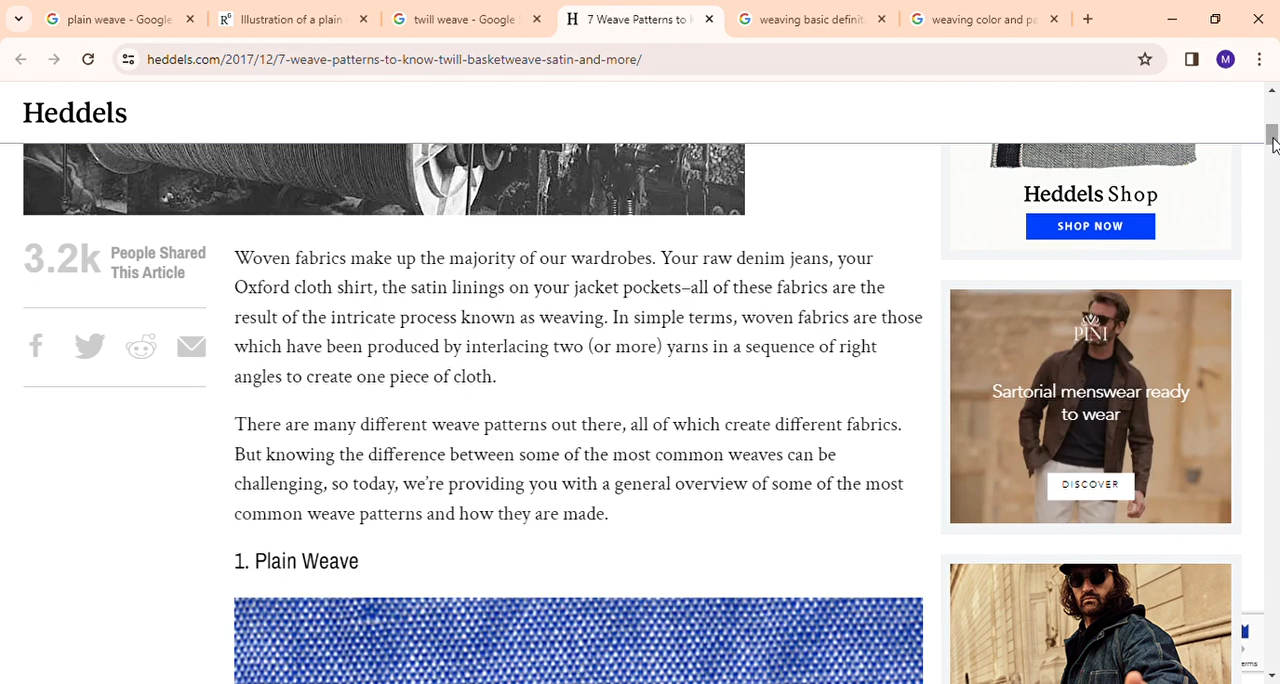 plain weave - Google
Illustration of a plain
twill weave - Google S
7 Weave Patterns to
weaving basic definit
weaving color and pa
heddels.com/2017/12/7-weave-patterns-to-know-twill-basketweave-satin-and-more/
M
Heddels
Heddels Shop
SHOP NOW
3.2k People Shared
This Article
Woven fabrics make up the majority of our wardrobes. Your raw denim jeans, your
Oxford cloth shirt, the satin linings on your jacket pockets–all of these fabrics are the
result of the intricate process known as weaving. In simple terms, woven fabrics are those
which have been produced by interlacing two (or more) yarns in a sequence of right
angles to create one piece of cloth.
PINI
Sartorial menswear ready
to wear
DISCOVER
There are many different weave patterns out there, all of which create different fabrics.
But knowing the difference between some of the most common weaves can be
challenging, so today, we're providing you with a general overview of some of the most
common weave patterns and how they are made.
1. Plain Weave